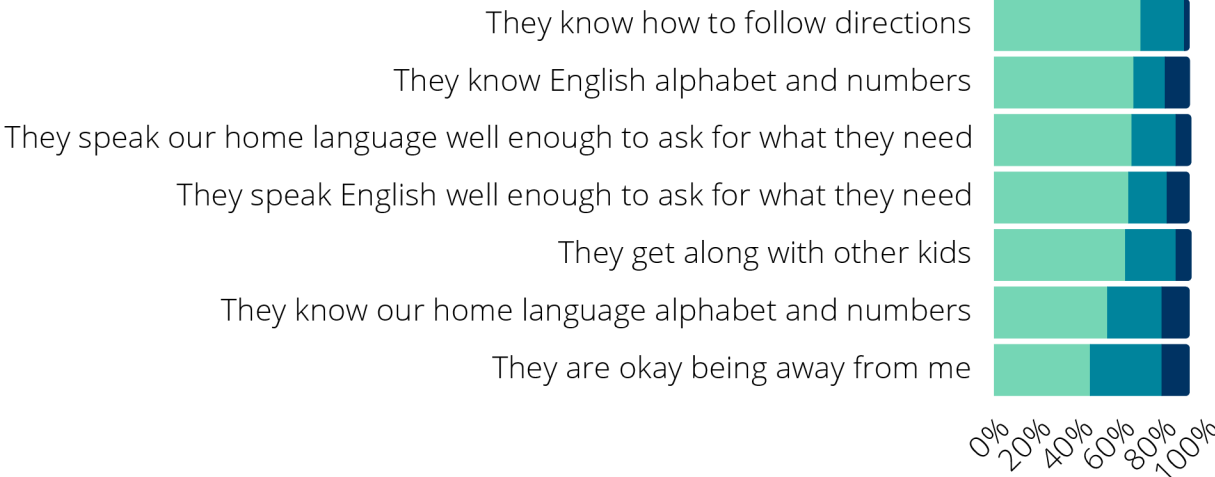 They know how to follow directions
They know English alphabet and numbers
They speak our home language well enough to ask for what they need
They speak English well enough to ask for what they need
They get along with other kids
They know our home language alphabet and numbers
They are okay being away from me
0%
20%
40%
60%
80%
100%